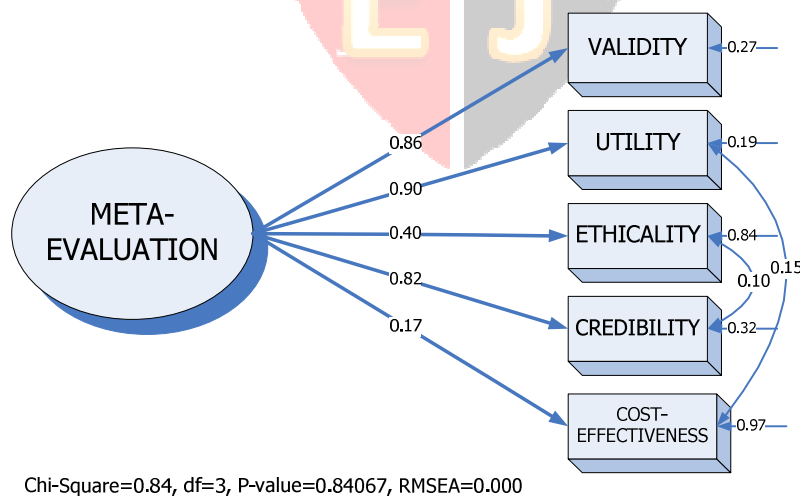 EJ
VALIDITY
0.27
0.86
UTILITY
0.19
0.90
META-
EVALUATION
0.40
ETHICALITY
0.84
0.82
0.10
0.15
0.17
CREDIBILITY
0.32
COST-
EFFECTIVENESS
0.97
Chi-Square=0.84, df=3, P-value=0.84067, RMSEA=0.000